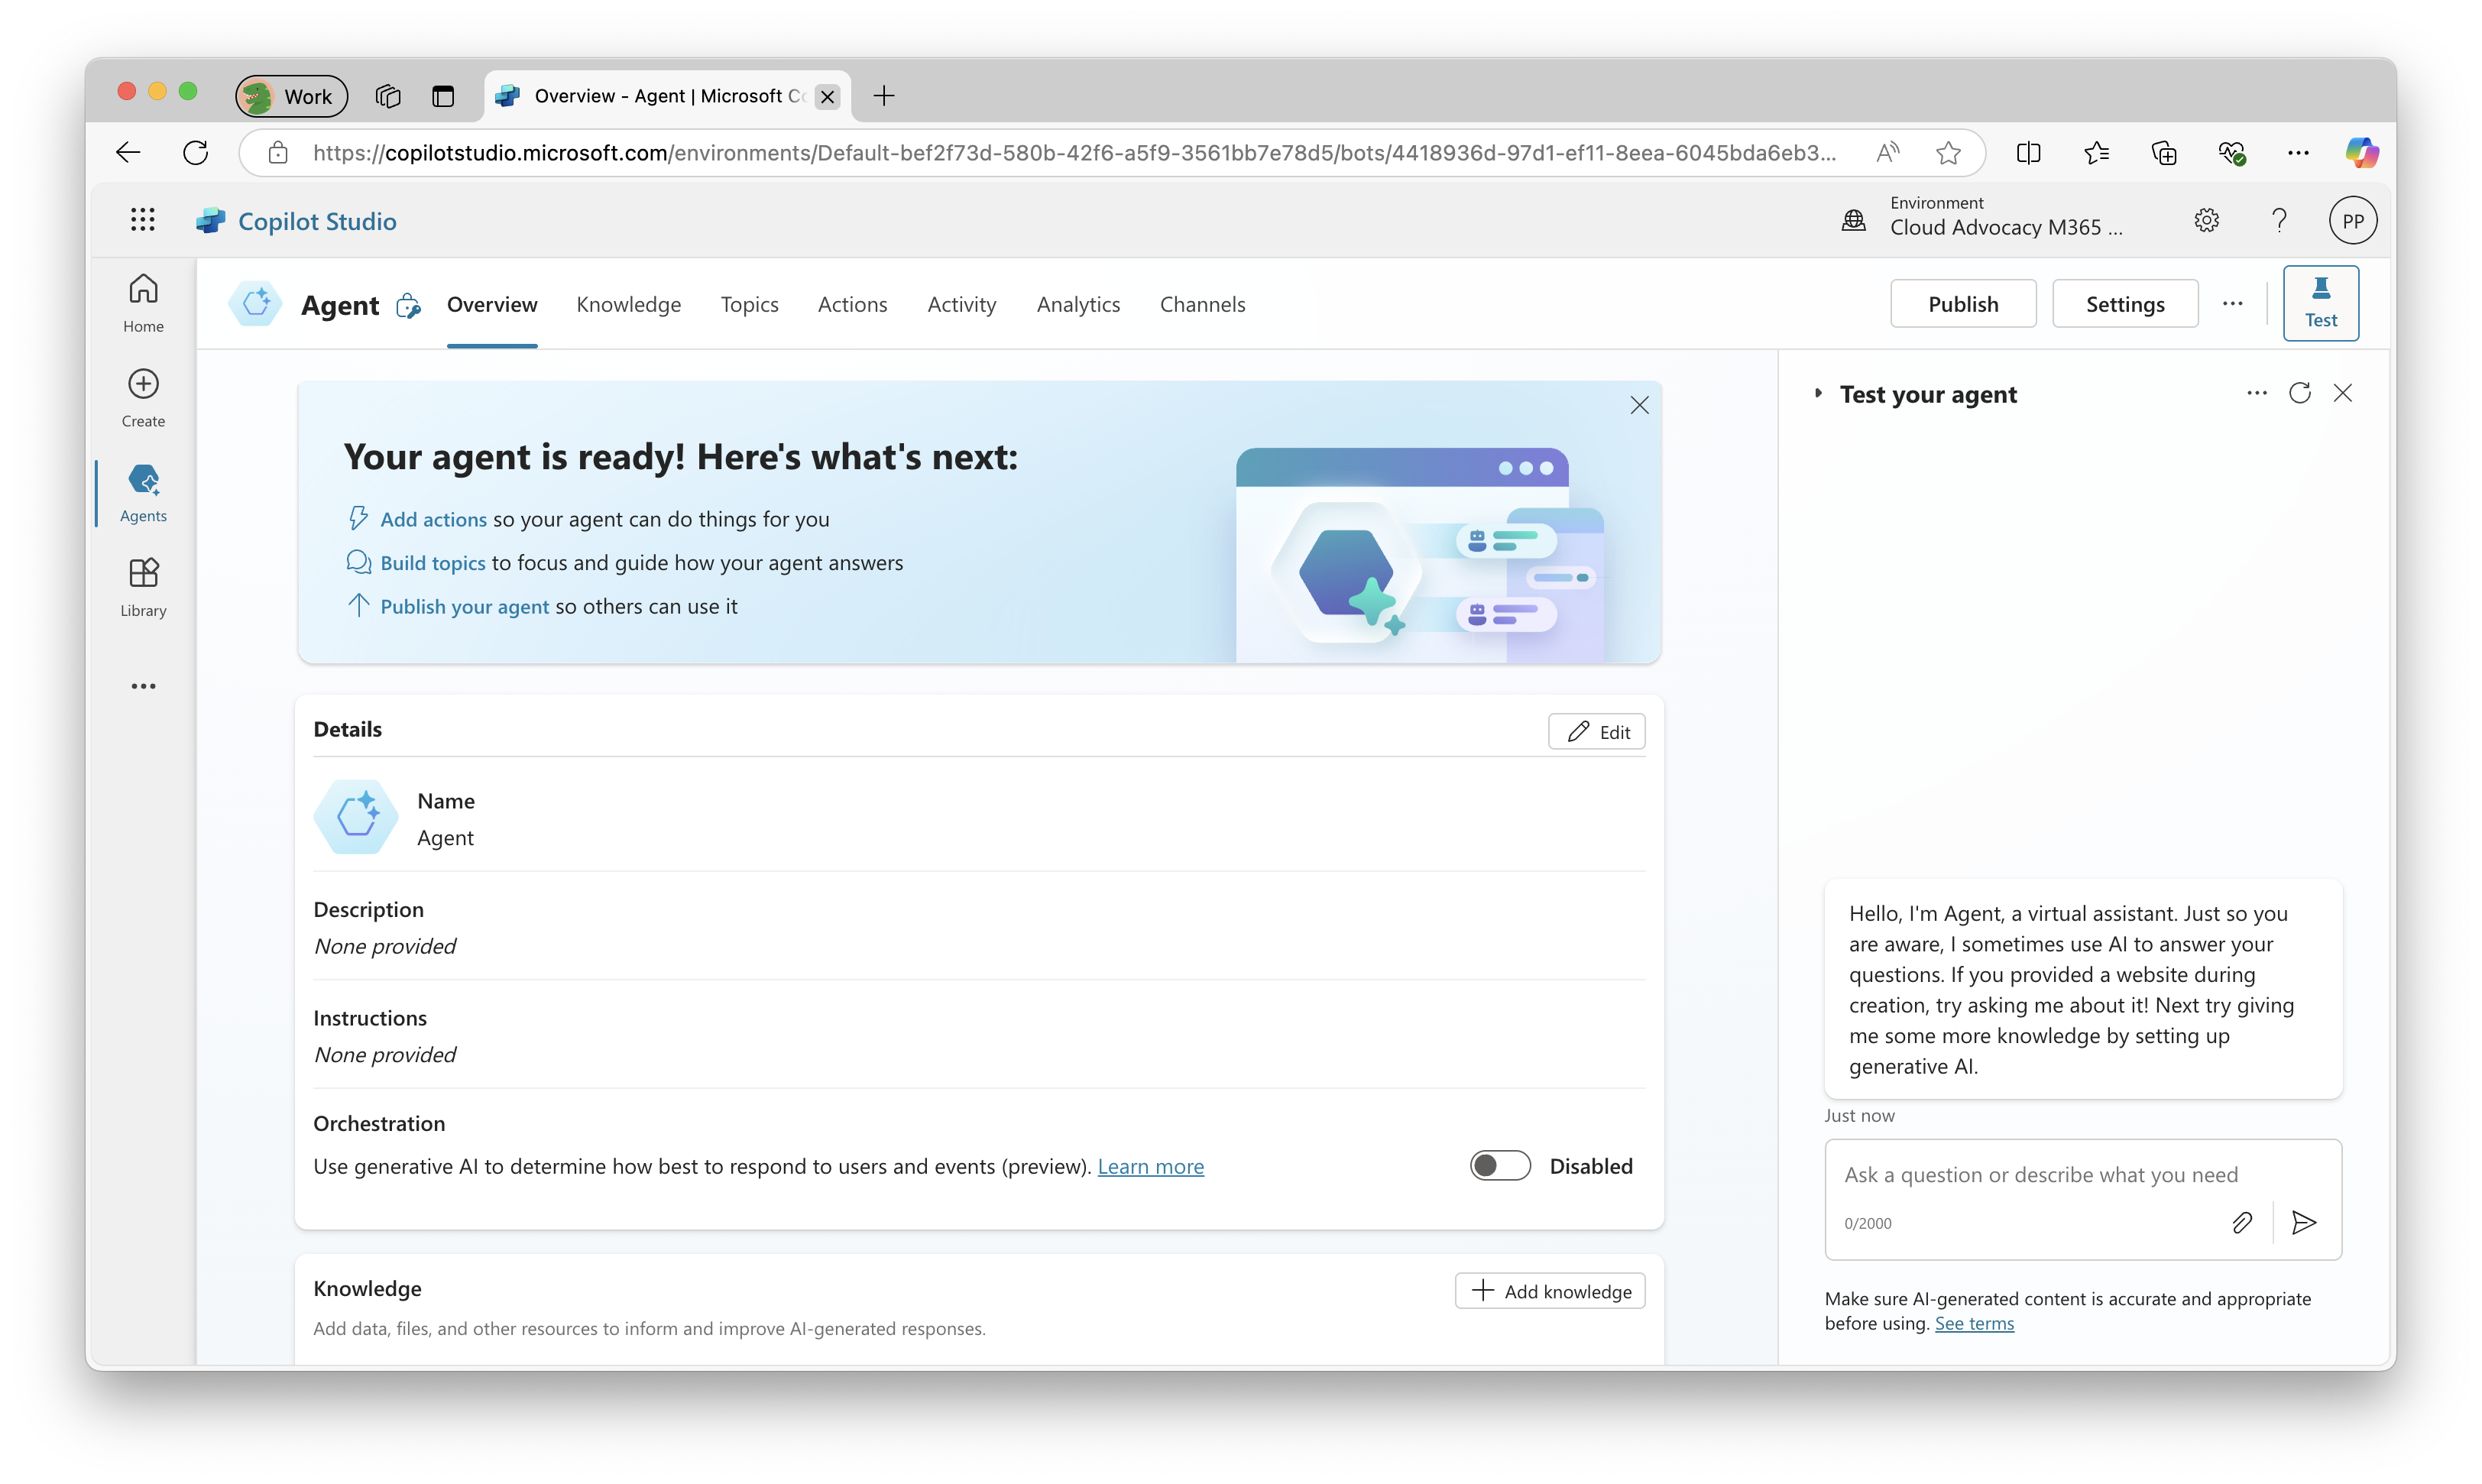 Work
Overview - Agent | Microsoft Co
https://copilotstudio.microsoft.com/environments/Default-bef2f73d-580b-42f6-a5f9-3561bb7e78d5/bots/4418936d-97d1-ef11-8eea-6045bda6eb3...
Copilot Studio
Environment
Cloud Advocacy M365 ...
PP
Home
Create
Agents
Library
Agent
Overview
Knowledge
Topics
Actions
Activity
Analytics
Channels
Publish
Settings
Test
Your agent is ready! Here's what's next:
Add actions so your agent can do things for you
Build topics to focus and guide how your agent answers
Publish your agent so others can use it
Details
Edit
Name
Agent
Description
None provided
Instructions
None provided
Orchestration
Use generative AI to determine how best to respond to users and events (preview). Learn more
Disabled
Knowledge
Add knowledge
Add data, files, and other resources to inform and improve AI-generated responses.
Test your agent
Hello, I'm Agent, a virtual assistant. Just so you
are aware, I sometimes use AI to answer your
questions. If you provided a website during
creation, try asking me about it! Next try giving
me some more knowledge by setting up
generative AI.
Just now
Ask a question or describe what you need
0/2000
Make sure AI-generated content is accurate and appropriate
before using. See terms